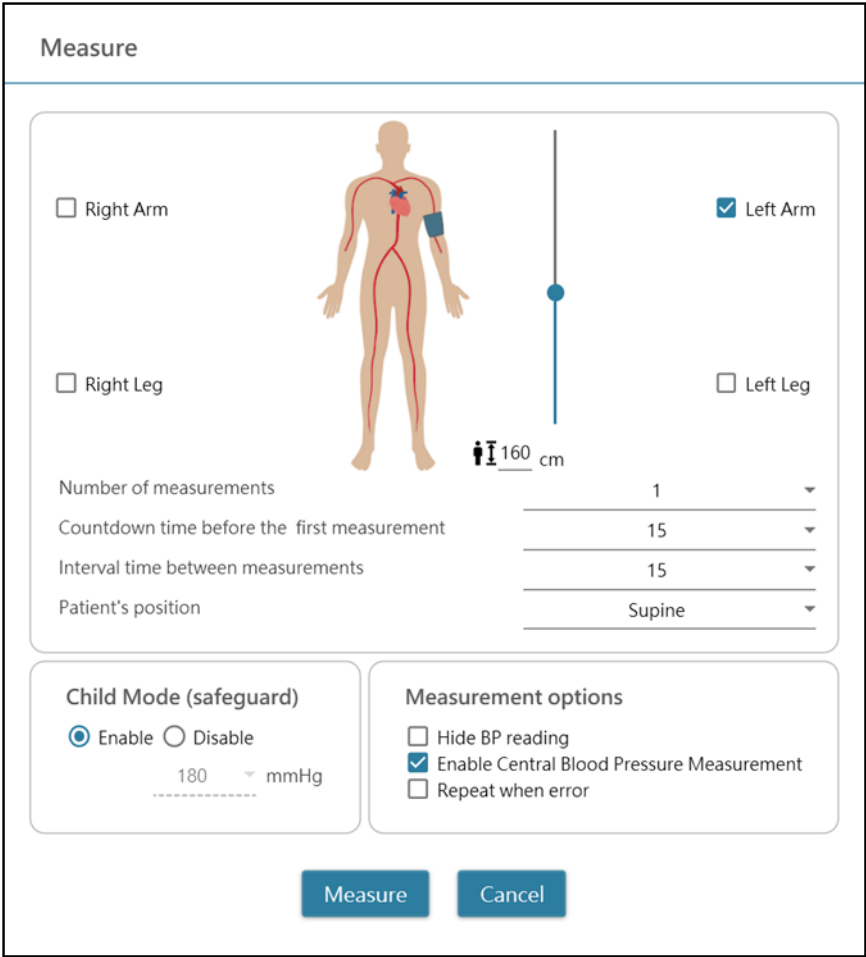 Measure
Right Arm
Left Arm
Right Leg
Left Leg
160 cm
Number of measurements 1
Countdown time before the first measurement 15
Interval time between measurements 15
Patient's position Supine
Child Mode (safeguard)
Enable Disable
180 mmHg
Measurement options
Hide BP reading
Enable Central Blood Pressure Measurement
Repeat when error
Measure Cancel